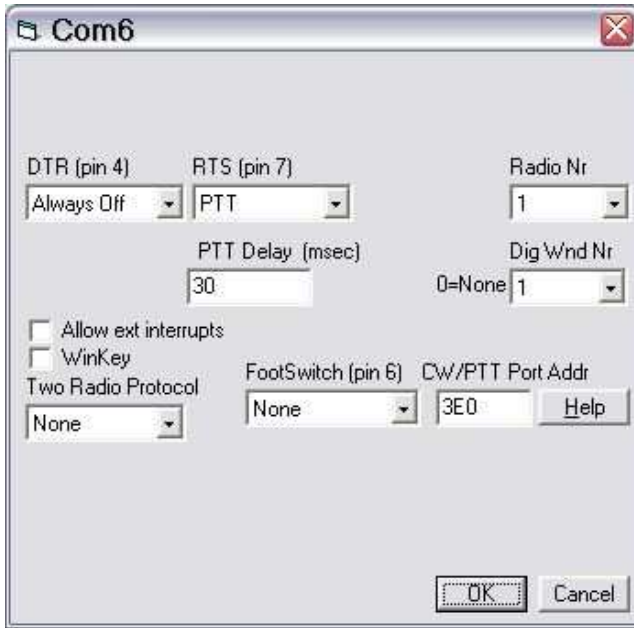 Com6
DTR (pin 4) RTS (pin 7) Radio Nr
Always Off PTT 1
PTT Delay (msec) Dig Wnd Nr
30 0=None 1
Allow ext interrupts
WinKey
Two Radio Protocol FootSwitch (pin 6) CW/PTT Port Addr
None None 3E0 Help
OK Cancel